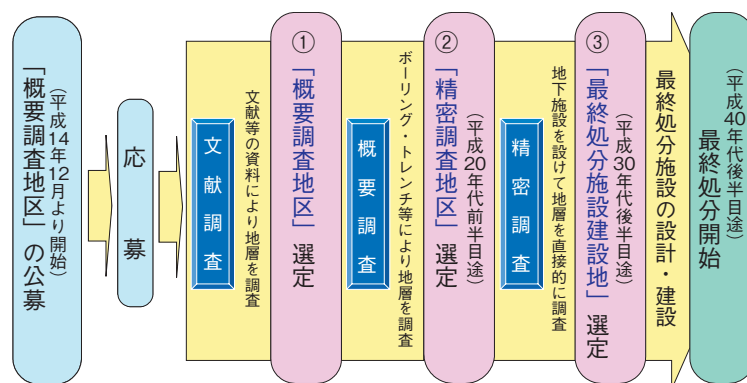 「概要調査地区」の公募
(平成14年12月より開始)
応募
文献調査
文献等の資料により地層を調査
①
「概要調査地区」選定
概要調査
ボーリング・トレンチ等により地層を調査
②
「精密調査地区」選定
(平成20年代前半目途)
精密調査
地下施設を設けて地層を直接的に調査
③
「最終処分施設建設地」選定
(平成30年代後半目途)
最終処分施設の設計・建設
最終処分開始
(平成40年代後半目途)